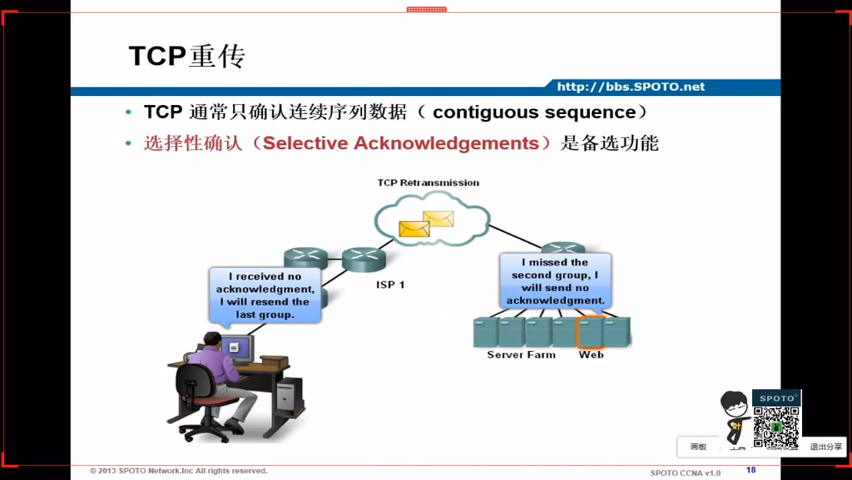 TCP重传
http://bbs.SPOTO.net
• TCP 通常只确认连续序列数据（ contiguous sequence）
• 选择性确认（Selective Acknowledgements）是备选功能
TCP Retransmission
I received no
acknowledgment,
I will resend the
last group.
ISP 1
I missed the
second group, I
will send no
acknowledgment.
Server Farm
Web
SPOTO
画板
退出分享
© 2013 SPOTO Network.Inc All rights reserved.
SPOTO CCNA v1.0
18